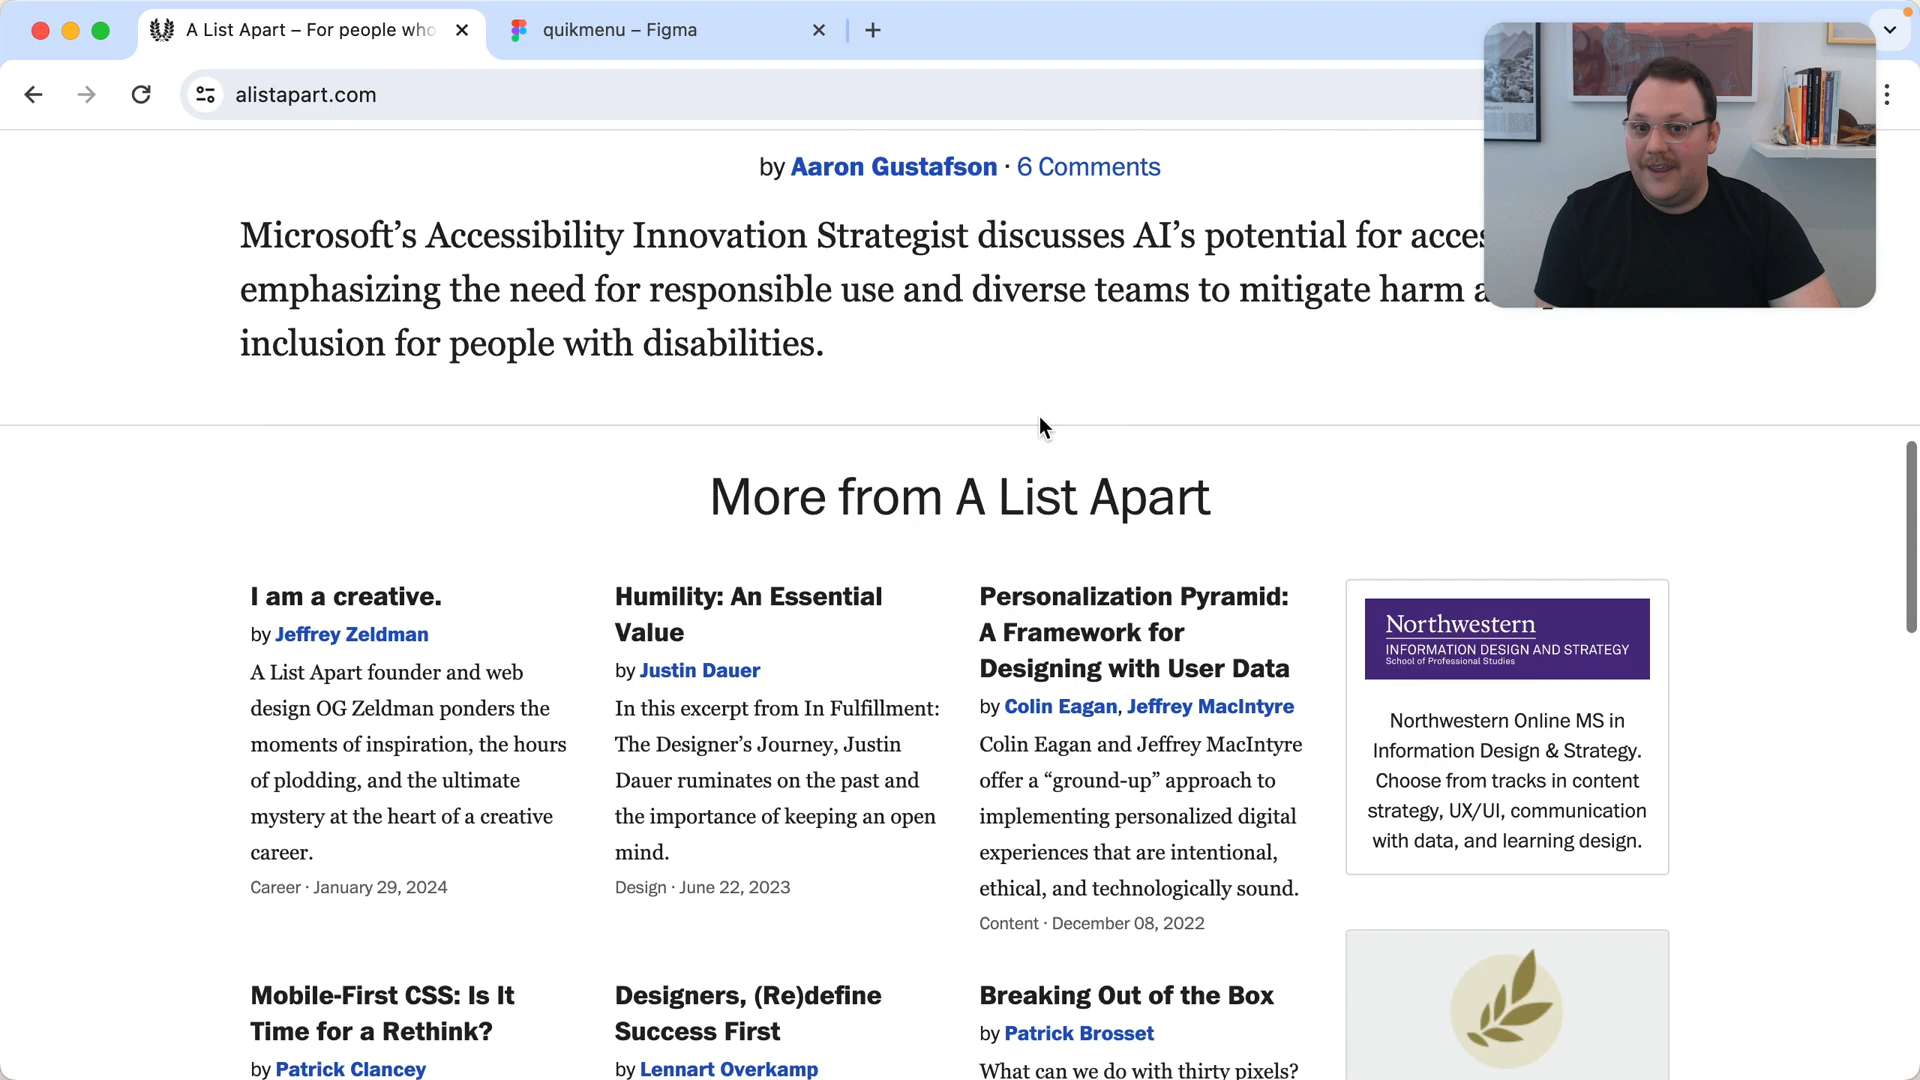 A List Apart – For people who
quikmenu – Figma
alistapart.com
by Aaron Gustafson · 6 Comments
Microsoft’s Accessibility Innovation Strategist discusses AI’s potential for
emphasizing the need for responsible use and diverse teams to mitigate harm
inclusion for people with disabilities.
More from A List Apart
I am a creative.
by Jeffrey Zeldman
A List Apart founder and web
design OG Zeldman ponders the
moments of inspiration, the hours
of plodding, and the ultimate
mystery at the heart of a creative
career.
Career · January 29, 2024
Humility: An Essential
Value
by Justin Dauer
In this excerpt from In Fulfillment:
The Designer’s Journey, Justin
Dauer ruminates on the past and
the importance of keeping an open
mind.
Design · June 22, 2023
Personalization Pyramid:
A Framework for
Designing with User Data
by Colin Eagan, Jeffrey MacIntyre
Colin Eagan and Jeffrey MacIntyre
offer a “ground-up” approach to
implementing personalized digital
experiences that are intentional,
ethical, and technologically sound.
Content · December 08, 2022
Northwestern
INFORMATION DESIGN AND STRATEGY
School of Professional Studies
Northwestern Online MS in
Information Design & Strategy.
Choose from tracks in content
strategy, UX/UI, communication
with data, and learning design.
Mobile-First CSS: Is It
Time for a Rethink?
by Patrick Clancey
Designers, (Re)define
Success First
by Lennart Overkamp
Breaking Out of the Box
by Patrick Brosset
What can we do with thirty pixels?